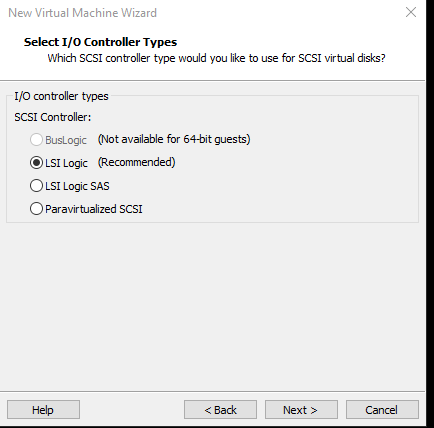 New Virtual Machine Wizard
Select I/O Controller Types
Which SCSI controller type would you like to use for SCSI virtual disks?
I/O controller types
SCSI Controller:
BusLogic (Not available for 64-bit guests)
LSI Logic (Recommended)
LSI Logic SAS
Paravirtualized SCSI
Help < Back Next > Cancel